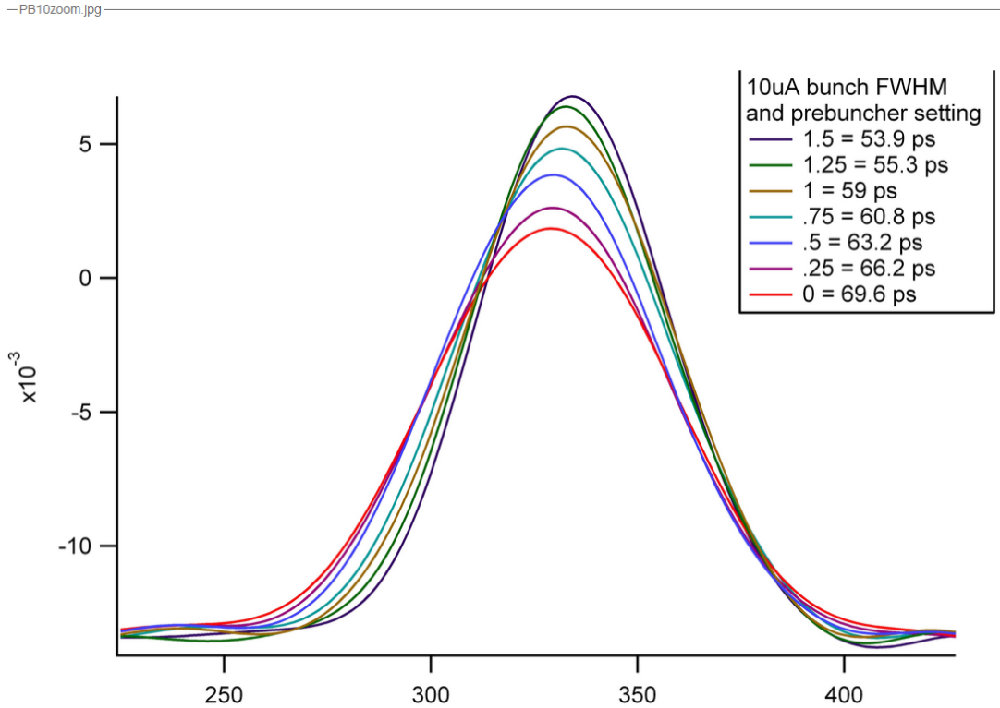 PB10zoom.jpg
10uA bunch FWHM
and prebuncher setting
1.5 = 53.9 ps
1.25 = 55.3 ps
1 = 59 ps
.75 = 60.8 ps
.5 = 63.2 ps
.25 = 66.2 ps
0 = 69.6 ps
5
0
-5
-10
x10-3
250
300
350
400